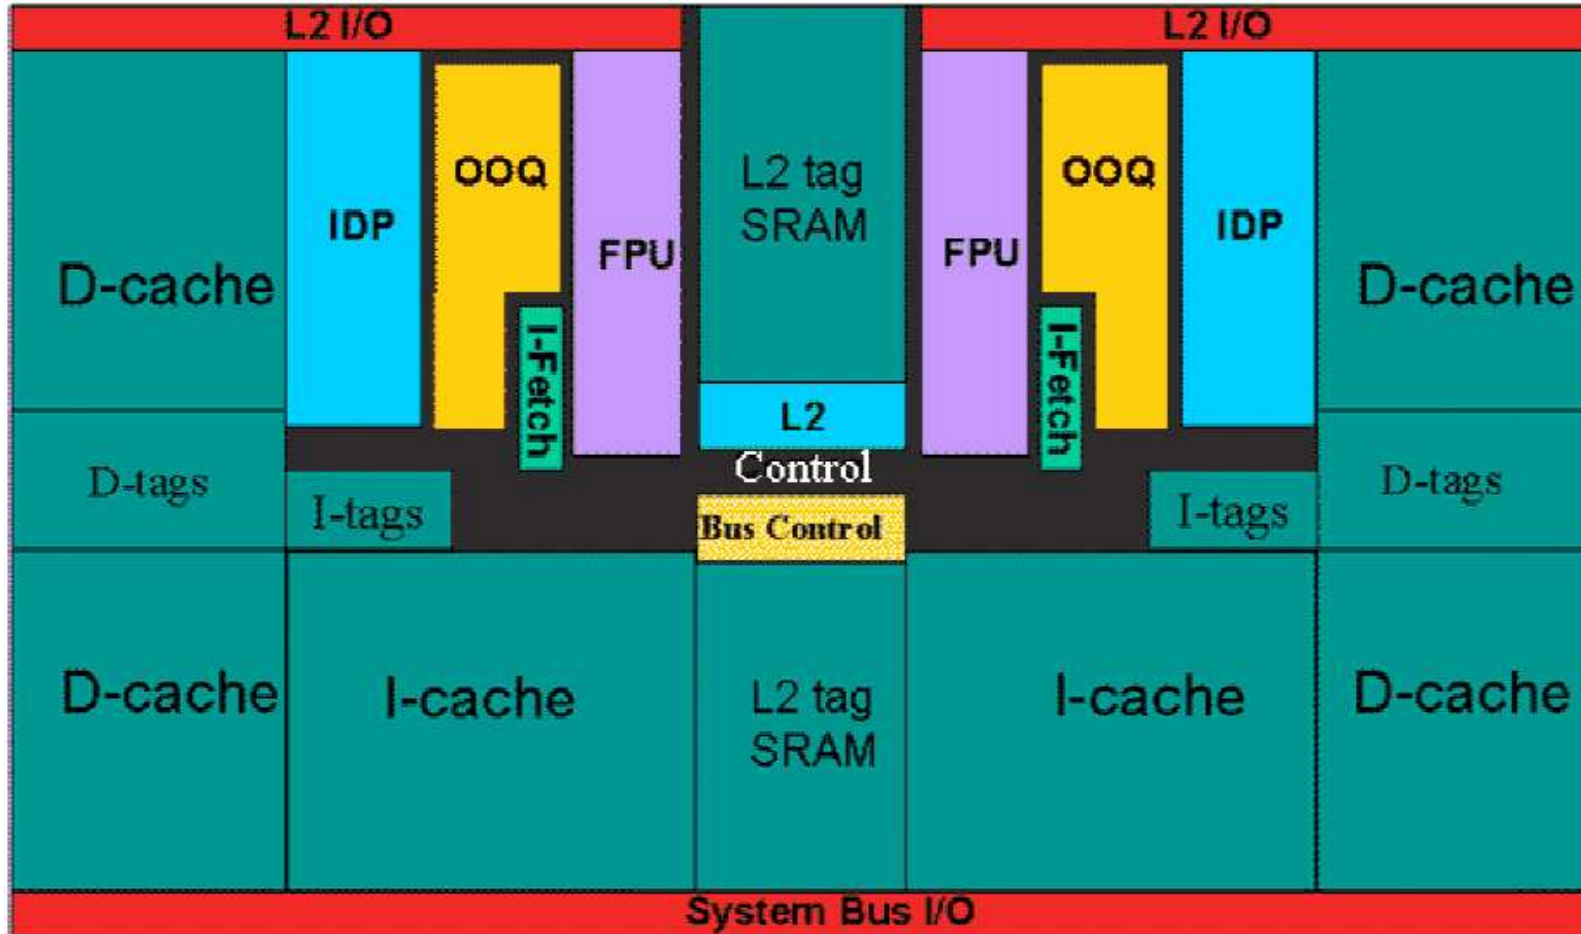 L2 I/O
L2 I/O
D-cache
IDP
OOQ
I-Fetch
FPU
L2 tag
SRAM
FPU
OOQ
I-Fetch
IDP
D-cache
L2
Control
D-tags
I-tags
Bus Control
I-tags
D-tags
D-cache
I-cache
L2 tag
SRAM
I-cache
D-cache
System Bus I/O